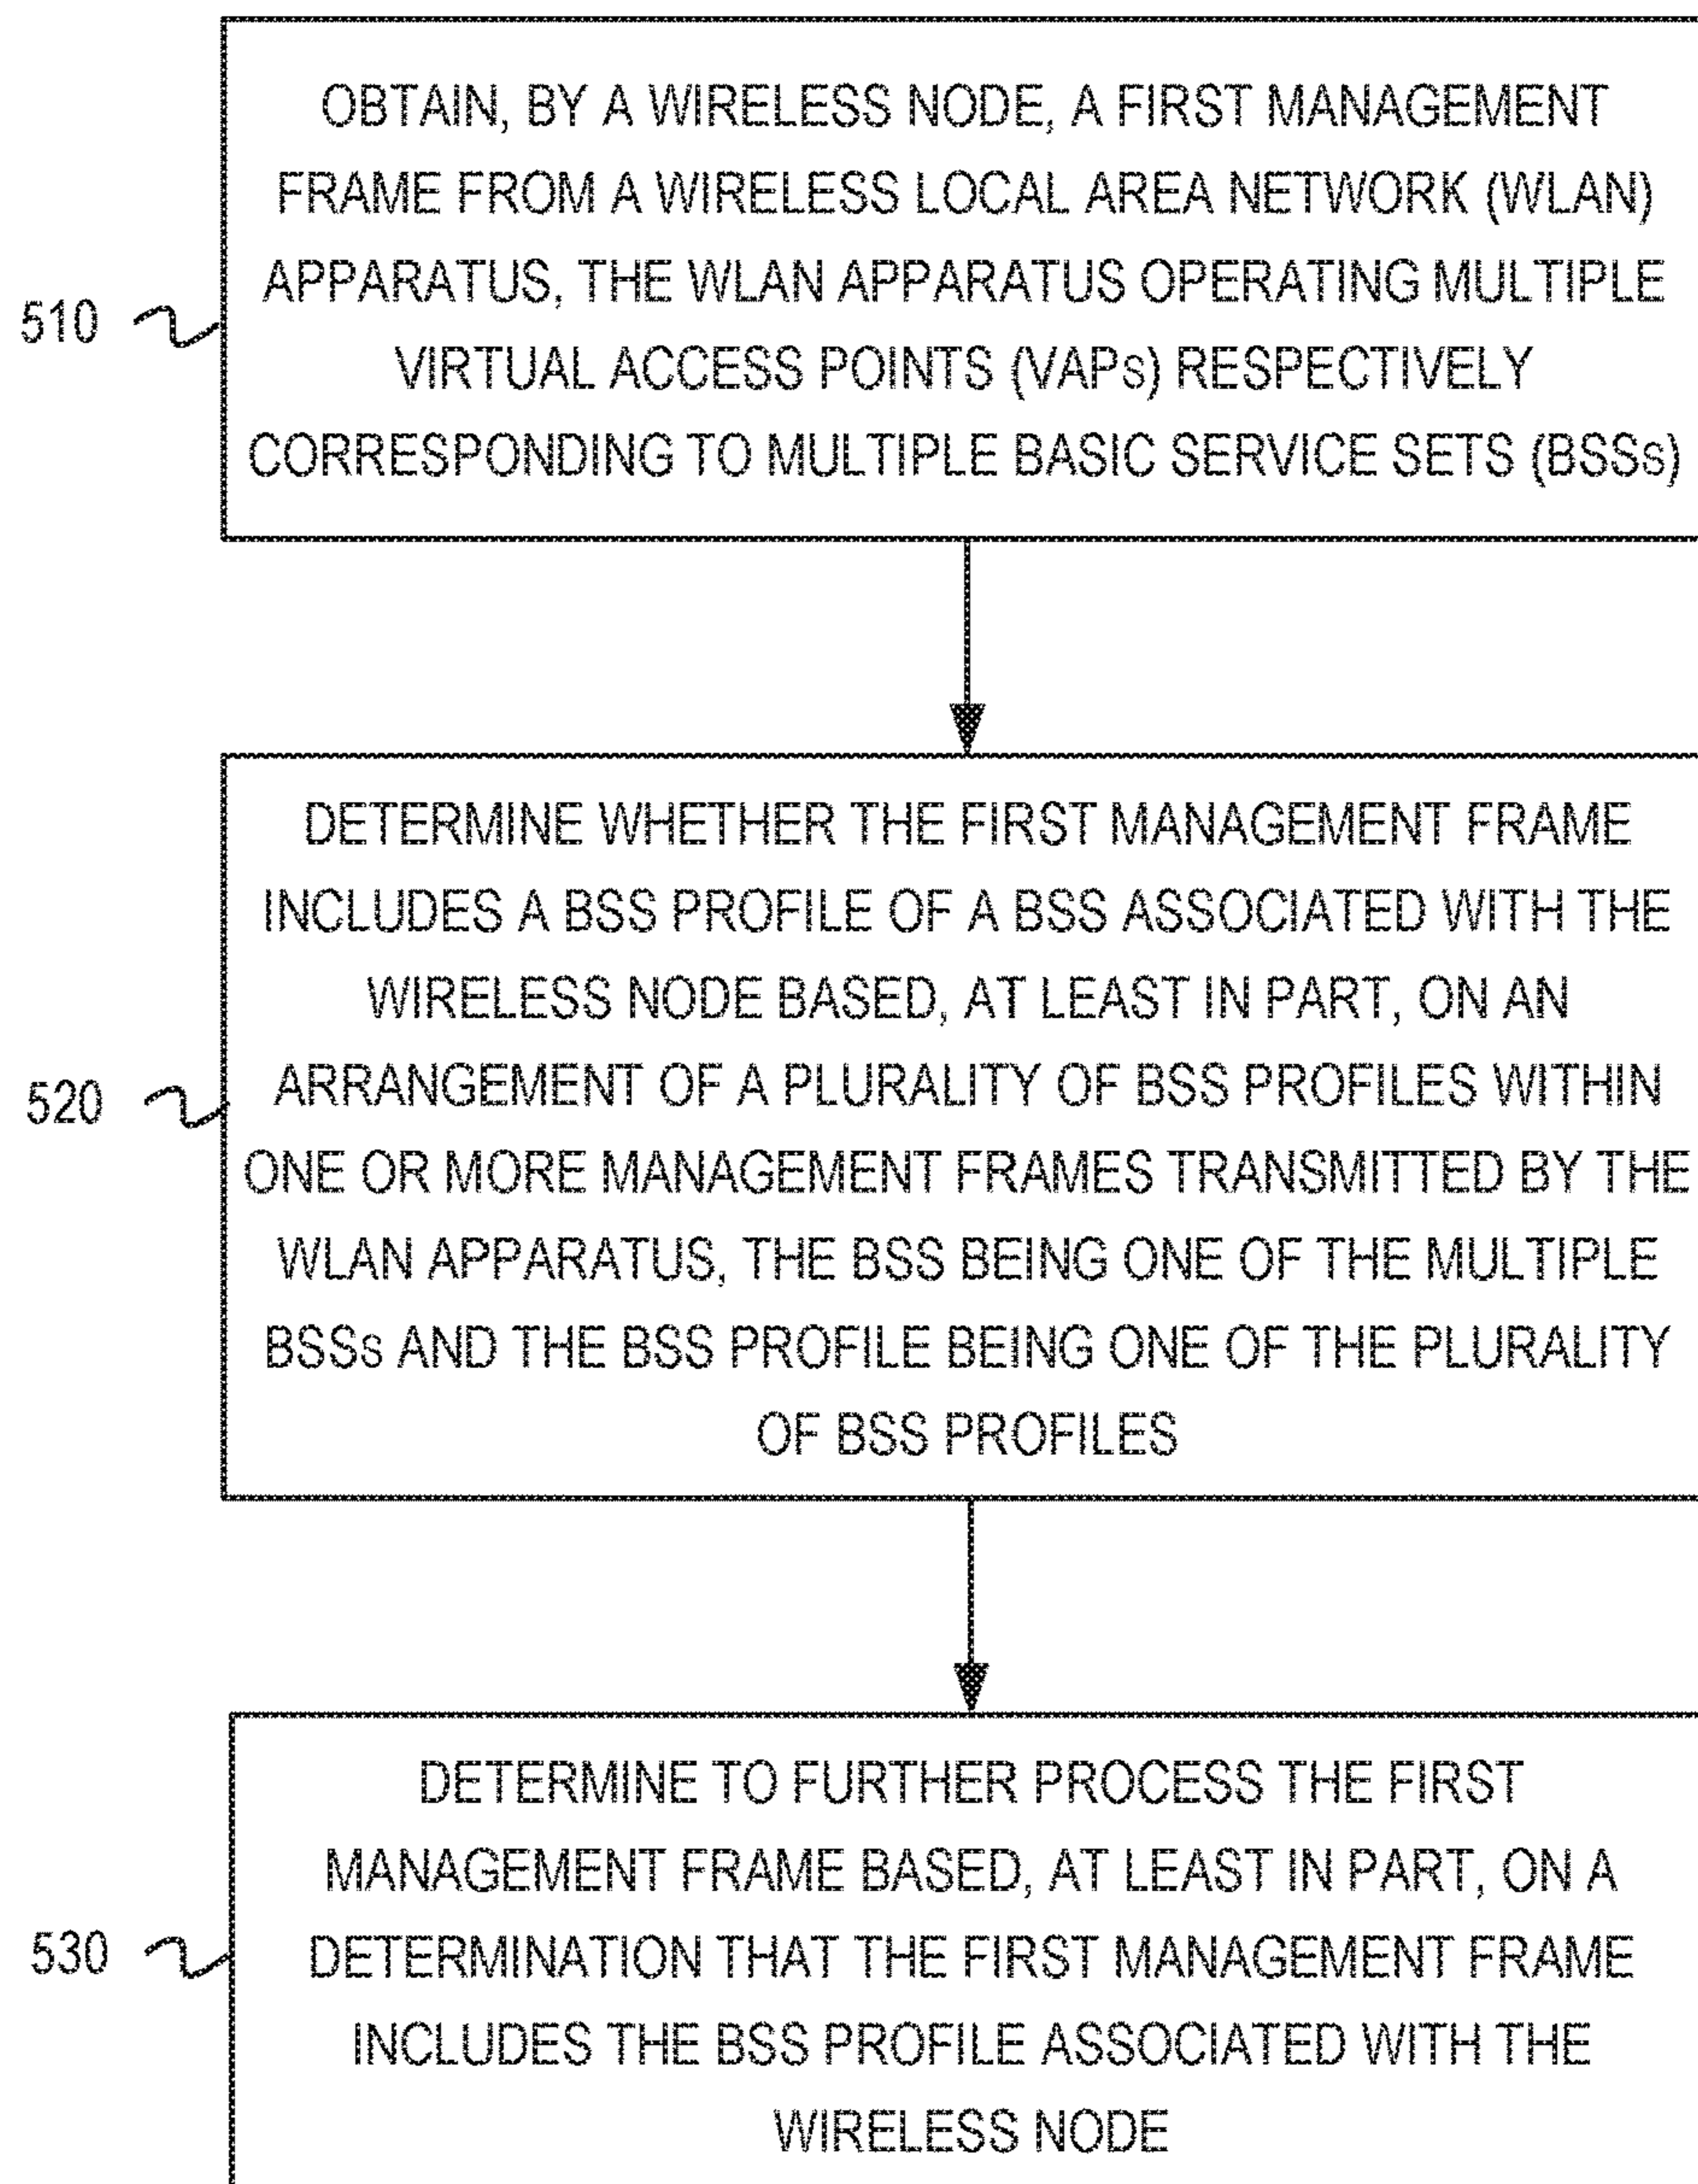 OBTAIN, BY A WIRELESS NODE, A FIRST MANAGEMENT
FRAME FROM A WIRELESS LOCAL AREA NETWORK (WLAN)
APPARATUS, THE WLAN APPARATUS OPERATING MULTIPLE
510
VIRTUAL ACCESS POINTS (VAPs) RESPECTIVELY
CORRESPONDING TO MULTIPLE BASIC SERVICE SETS (BSSs)
DETERMINE WHETHER THE FIRST MANAGEMENT FRAME
INCLUDES A BSS PROFILE OF A BSS ASSOCIATED WITH THE
WIRELESS NODE BASED, AT LEAST IN PART, ON AN
ARRANGEMENT OF A PLURALITY OF BSS PROFILES WITHIN
520
ONE OR MORE MANAGEMENT FRAMES TRANSMITTED BY THE
WLAN APPARATUS, THE BSS BEING ONE OF THE MULTIPLE
BSSs AND THE BSS PROFILE BEING ONE OF THE PLURALITY
OF BSS PROFILES
DETERMINE TO FURTHER PROCESS THE FIRST
MANAGEMENT FRAME BASED, AT LEAST IN PART, ON A
530
DETERMINATION THAT THE FIRST MANAGEMENT FRAME
INCLUDES THE BSS PROFILE ASSOCIATED WITH THE
WIRELESS NODE